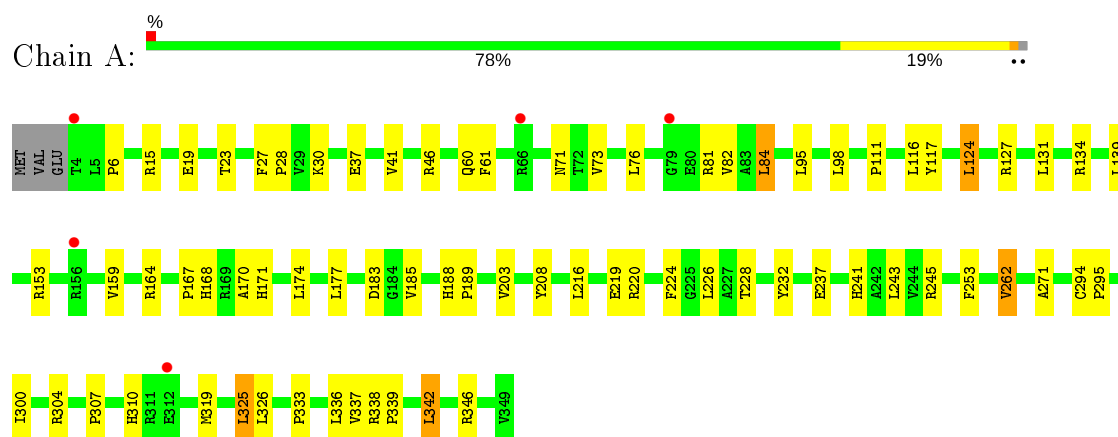 %
Chain A:
78% 19% ••
MET VAL GLU T4 L5 P6 R15 E19 T23 F27 P28 V29 K30 E37 V41 R46 Q60 F61 R66 N71 T72 V73 L76 G79 E80 R81 V82 A83 L84 L95 L98 P111 L116 Y117 L124 R127 L131 R134 L139
R153 R156 V159 R164 P167 H168 R169 A170 H171 L174 L177 D183 G184 V185 H188 P189 V203 Y208 L216 E219 R220 F224 G225 L226 A227 T228 Y232 E237 H241 A242 L243 V244 R245 F253 V262 A271 C294 P295
I300 R304 P307 H310 R311 E312 M319 L325 L326 P333 L336 V337 R338 P339 L342 R346 V349